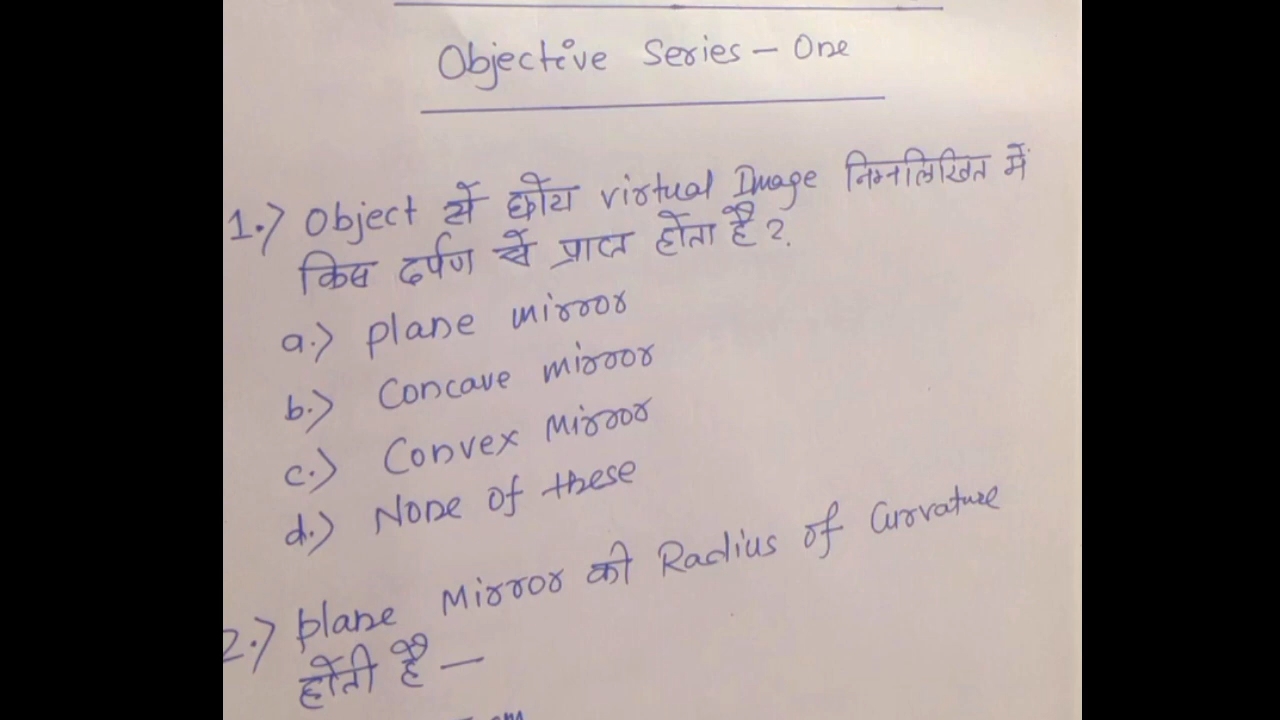 Objective Series - One
1.) Object से छोटा virtual Image निम्नलिखित में
किस दर्पण से प्राप्त होता है ?
a.) plane mirror
b.) Concave mirror
c.) Convex Mirror
d.) None of these
2.) plane Mirror की Radius of Curvature
होती है —